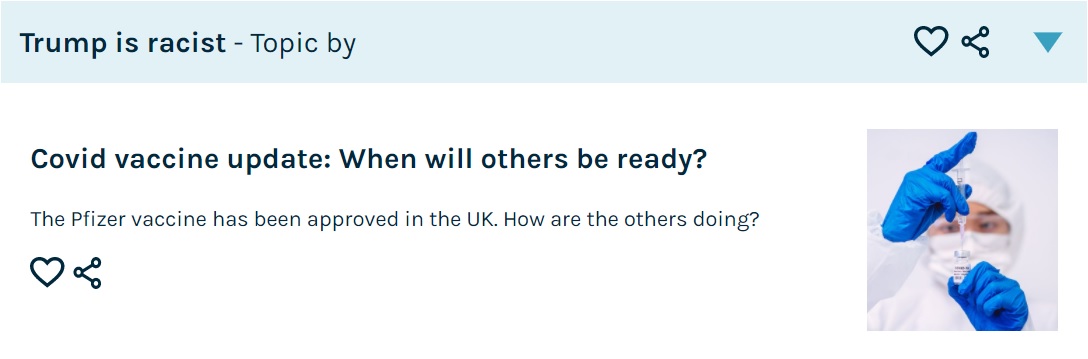 Trump is racist - Topic by
Covid vaccine update: When will others be ready?
The Pfizer vaccine has been approved in the UK. How are the others doing?